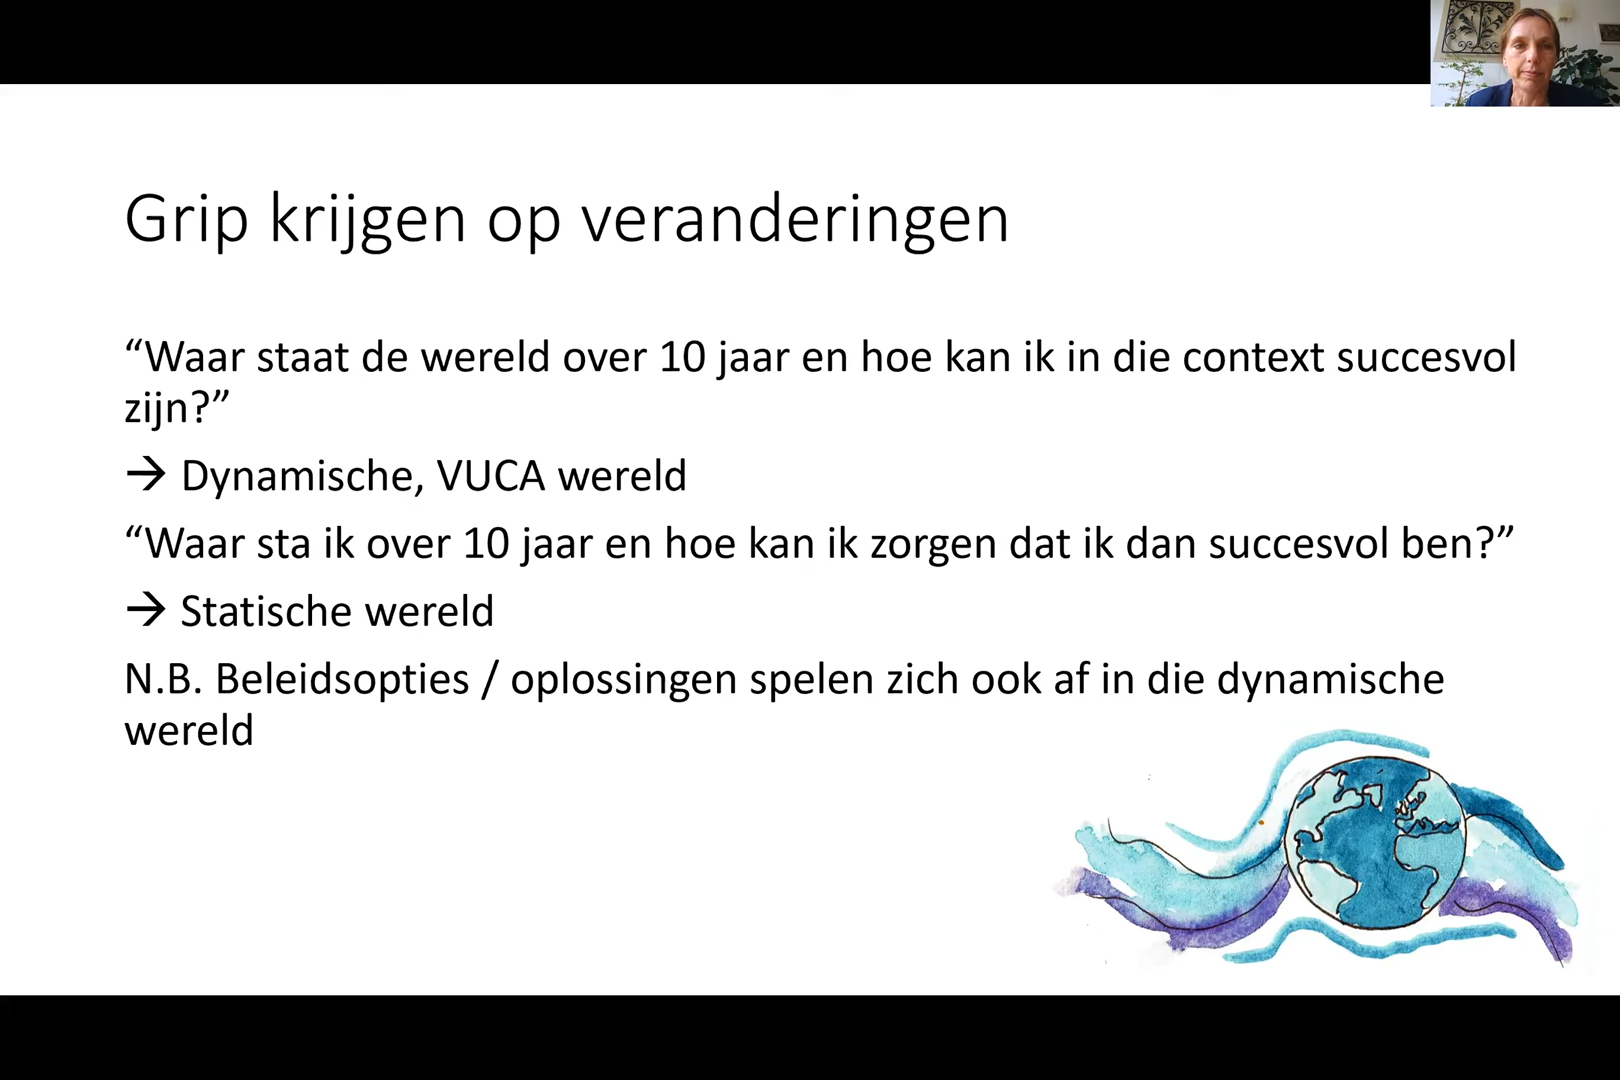 Grip krijgen op veranderingen
“Waar staat de wereld over 10 jaar en hoe kan ik in die context succesvol
zijn?”
→ Dynamische, VUCA wereld
“Waar sta ik over 10 jaar en hoe kan ik zorgen dat ik dan succesvol ben?”
→ Statische wereld
N.B. Beleidsopties / oplossingen spelen zich ook af in die dynamische
wereld